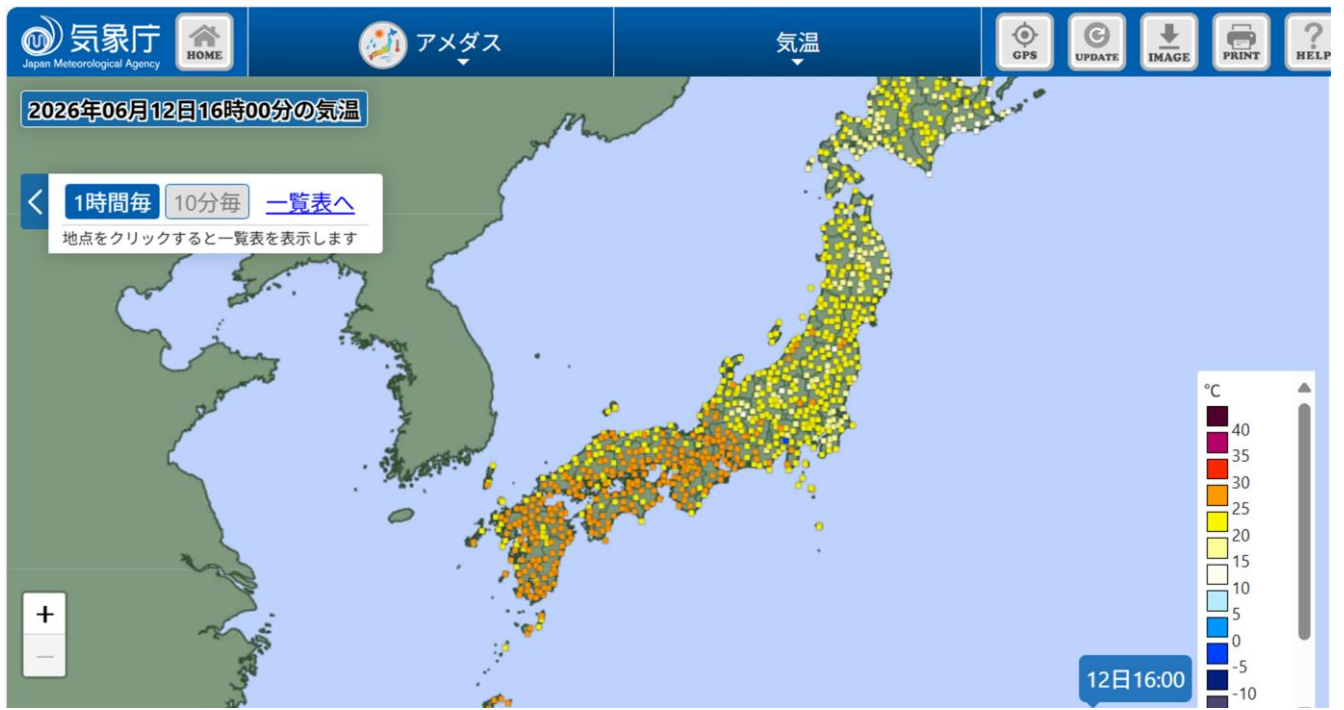 気象庁
Japan Meteorological Agency
HOME
アメダス
気温
GPS
UPDATE
IMAGE
PRINT
HELP
2026年06月12日16時00分の気温
1時間毎 10分毎 一覧表へ
地点をクリックすると一覧表を表示します
℃
40
35
30
25
20
15
10
5
0
-5
-10
+
−
12日16:00